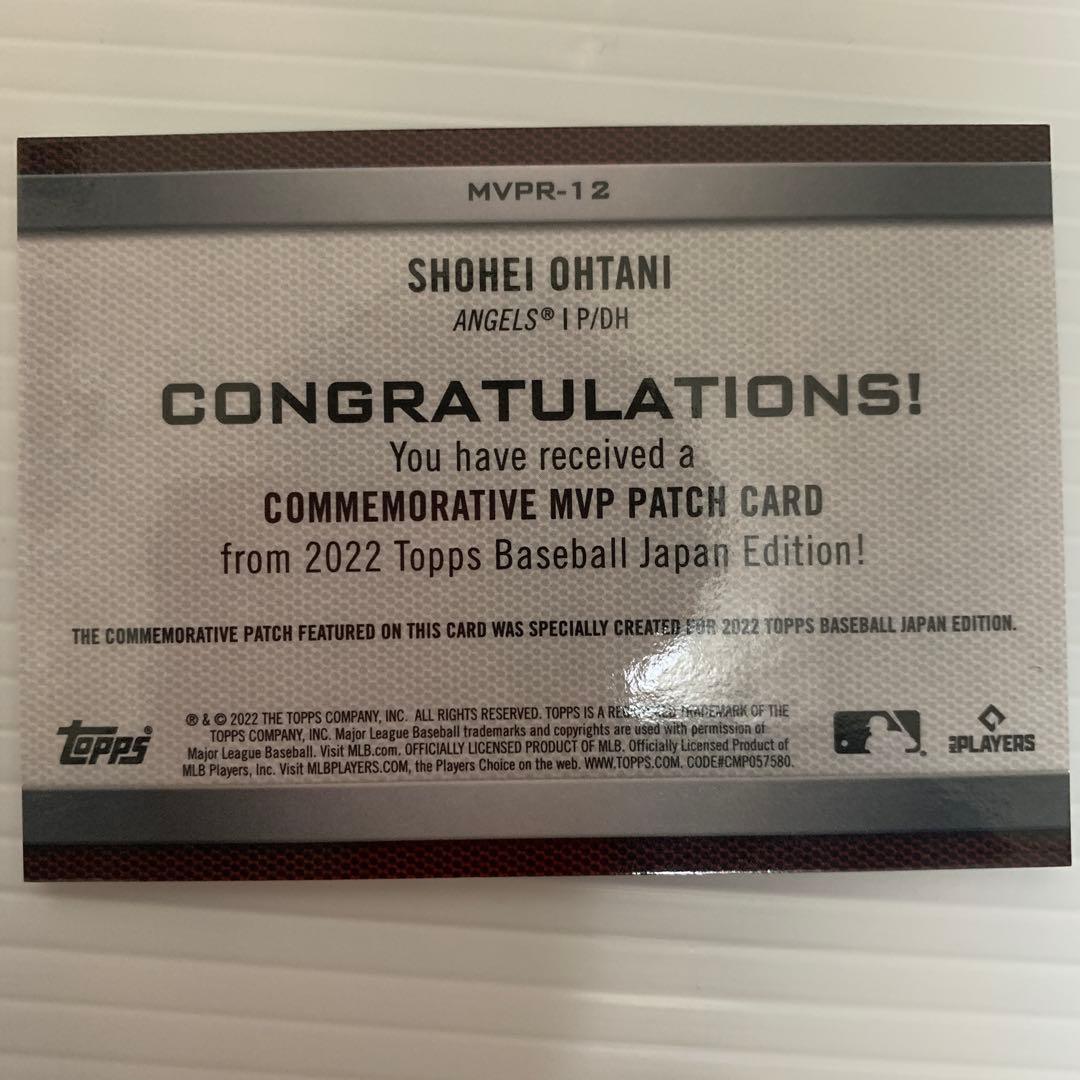 MVPR-12
SHOHEI OHTANI
ANGELS® | P/DH
CONGRATULATIONS!
You have received a
COMMEMORATIVE MVP PATCH CARD
from 2022 Topps Baseball Japan Edition!
THE COMMEMORATIVE PATCH FEATURED ON THIS CARD WAS SPECIALLY CREATED FOR 2022 TOPPS BASEBALL JAPAN EDITION.
® & © 2022 THE TOPPS COMPANY, INC. ALL RIGHTS RESERVED. TOPPS IS A REGISTERED TRADEMARK OF THE
TOPPS COMPANY, INC. Major League Baseball trademarks and copyrights are used with permission of
Major League Baseball. Visit MLB.com. OFFICIALLY LICENSED PRODUCT OF MLB. Officially Licensed Product of
MLB Players, Inc. Visit MLBPLAYERS.COM, the Players Choice on the web. WWW.TOPPS.COM. CODE#CMP057580.
topps®
MLB PLAYERS